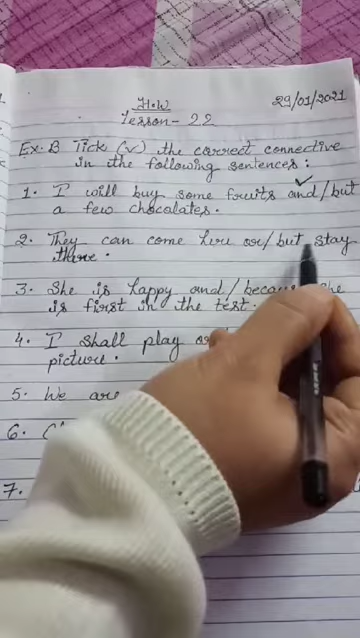 H.W
29/01/2021
Lesson - 22
Ex. B Tick (✓) the correct connective
in the following sentences :
1. I will buy some fruits and/but
a few chocalates.
2. They can come here or/but stay
there.
3. She is happy and/because she
is first in the test.
4. I shall play
picture.
5. We are
6.
7.